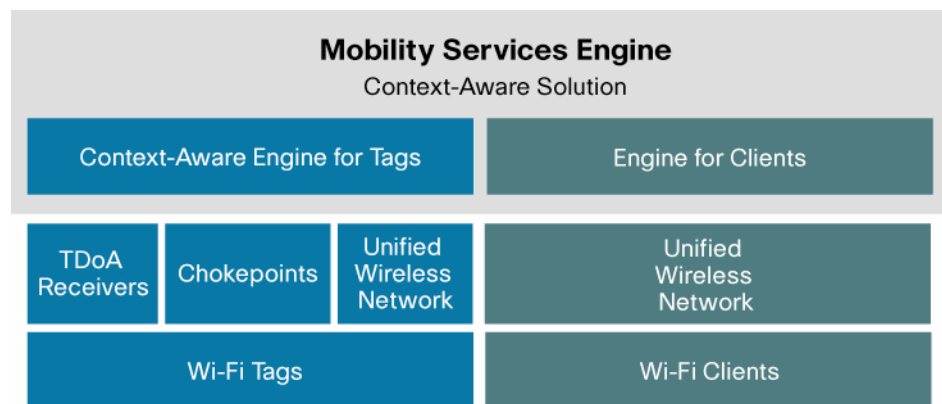 Mobility Services Engine
Context-Aware Solution
Context-Aware Engine for Tags
Engine for Clients
TDoA
Receivers
Chokepoints
Unified
Wireless
Network
Unified
Wireless
Network
Wi-Fi Tags
Wi-Fi Clients